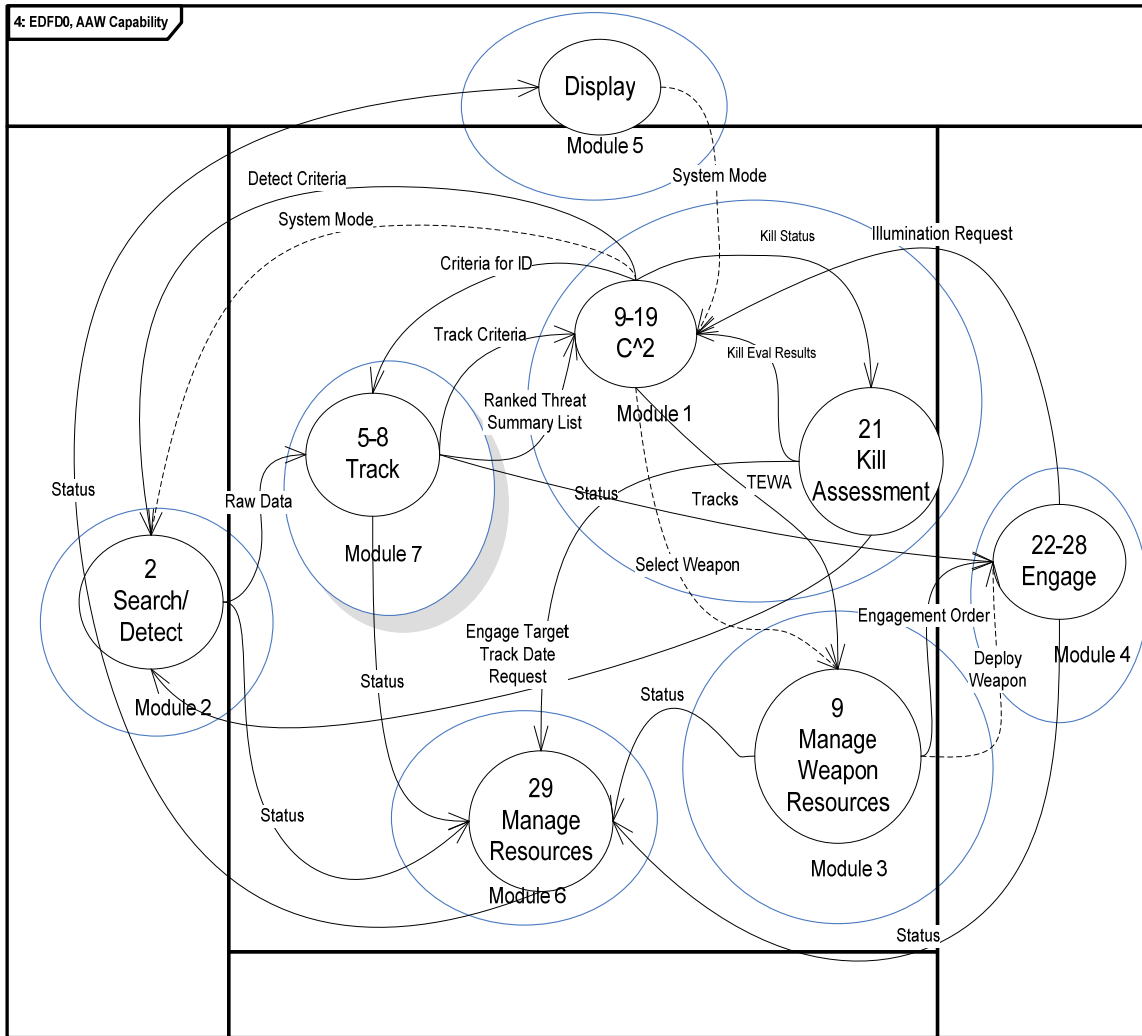 4: EDFD0, AAW Capability
Display
Module 5
System Mode
Detect Criteria
System Mode
Kill Status
Illumination Request
Criteria for ID
9-19
C^2
Track Criteria
Kill Eval Results
Ranked Threat
Summary List
Module 1
5-8
Track
21
Kill
Assessment
Status
Raw Data
Status
Tracks
TEWA
Module 7
22-28
Engage
2
Search/
Detect
Select Weapon
Engagement Order
Engage Target
Track Date
Request
Deploy
Weapon
Module 4
Status
Status
Module 2
9
Manage
Weapon
Resources
29
Manage
Resources
Status
Module 3
Module 6
Status